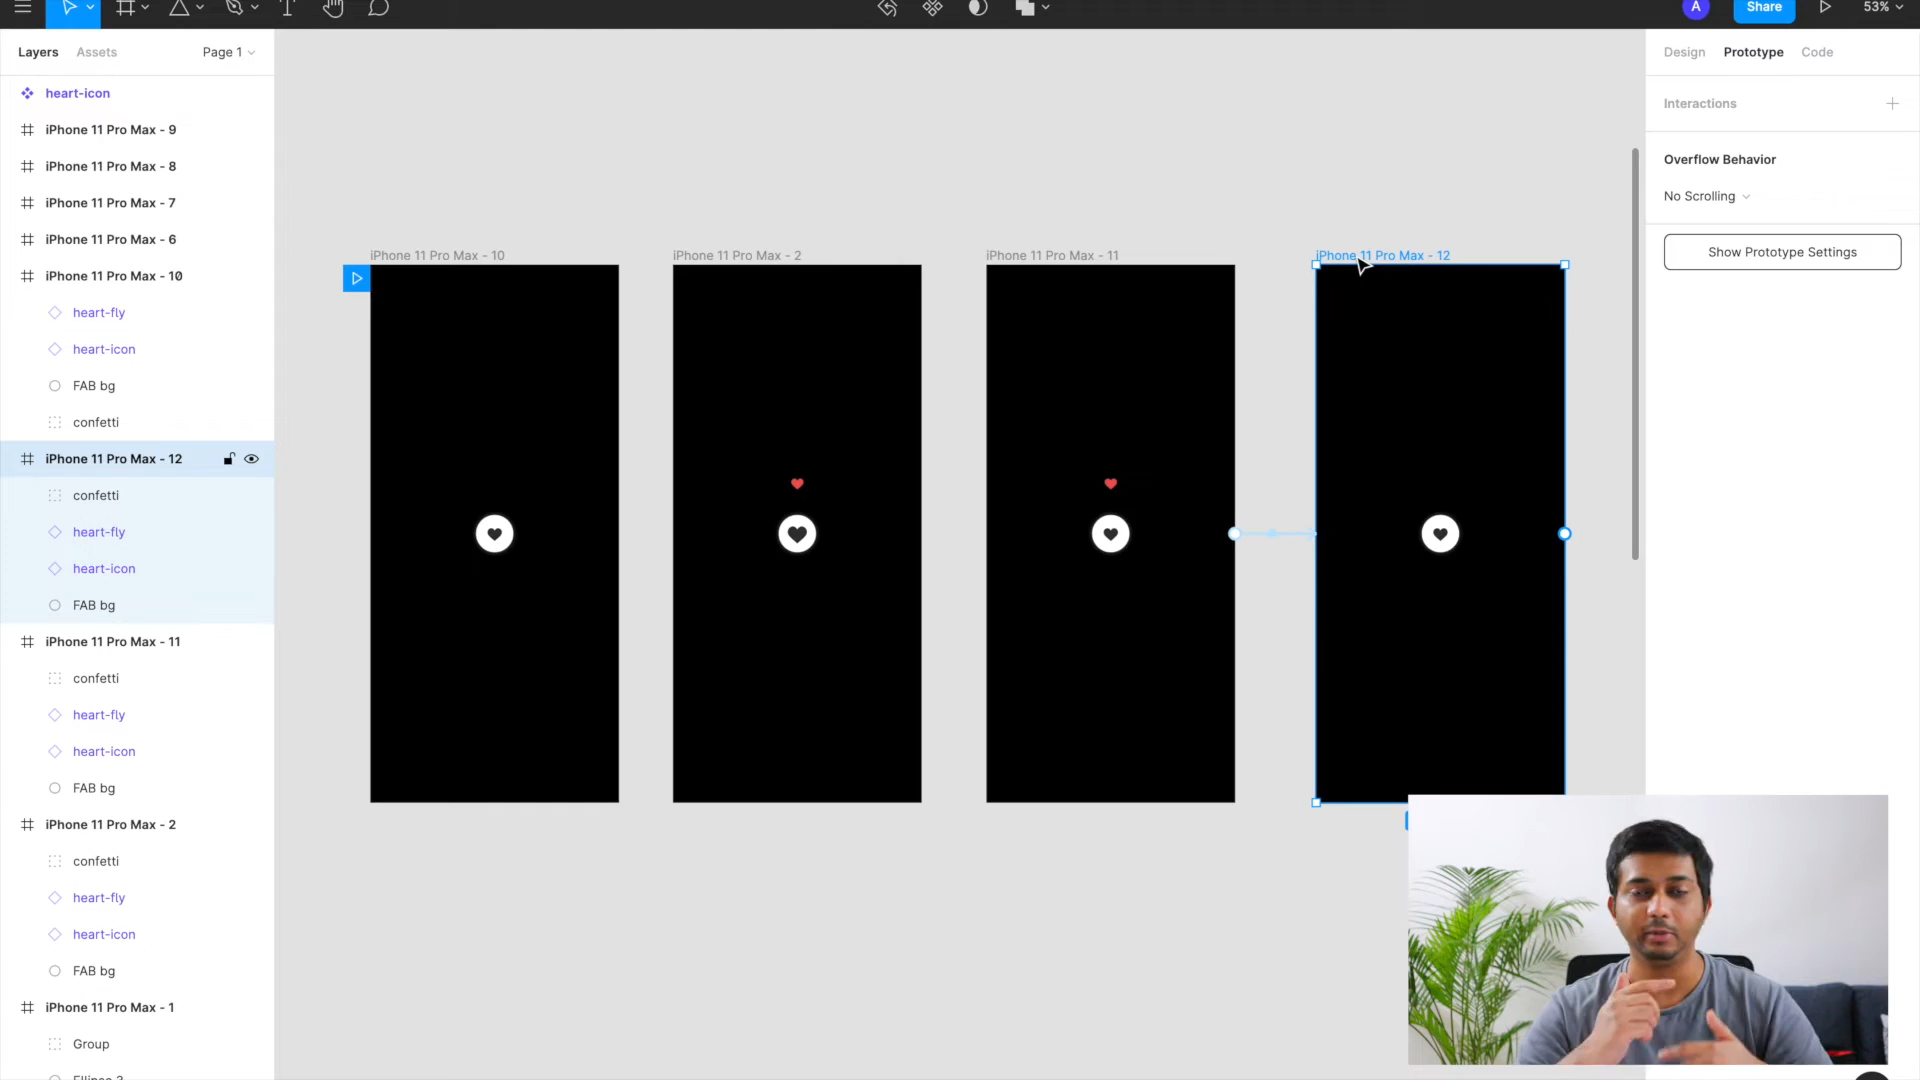 Share
53%
Layers
Assets
Page 1
heart-icon
iPhone 11 Pro Max - 9
iPhone 11 Pro Max - 8
iPhone 11 Pro Max - 7
iPhone 11 Pro Max - 6
iPhone 11 Pro Max - 10
heart-fly
heart-icon
FAB bg
confetti
iPhone 11 Pro Max - 12
confetti
heart-fly
heart-icon
FAB bg
iPhone 11 Pro Max - 11
confetti
heart-fly
heart-icon
FAB bg
iPhone 11 Pro Max - 2
confetti
heart-fly
heart-icon
FAB bg
iPhone 11 Pro Max - 1
Group
Ellipse 3
iPhone 11 Pro Max - 10
iPhone 11 Pro Max - 2
iPhone 11 Pro Max - 11
iPhone 11 Pro Max - 12
A
Design
Prototype
Code
Interactions
Overflow Behavior
No Scrolling
Show Prototype Settings